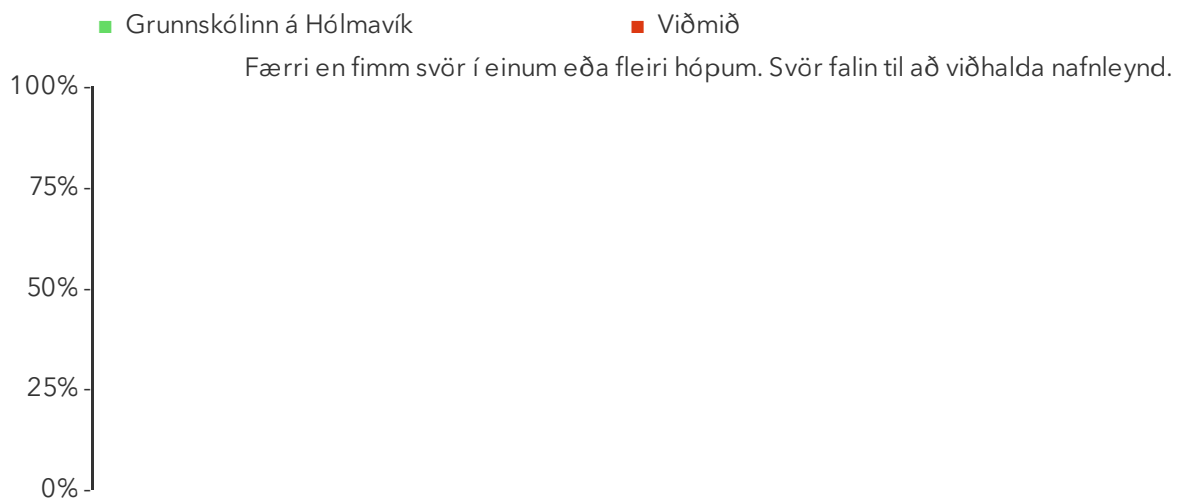 Grunnskólinn á Hólmavík Viðmið
Færri en fimm svör í einum eða fleiri hópum. Svör falin til að viðhalda nafnleynd.
100%
75%
50%
25%
0%